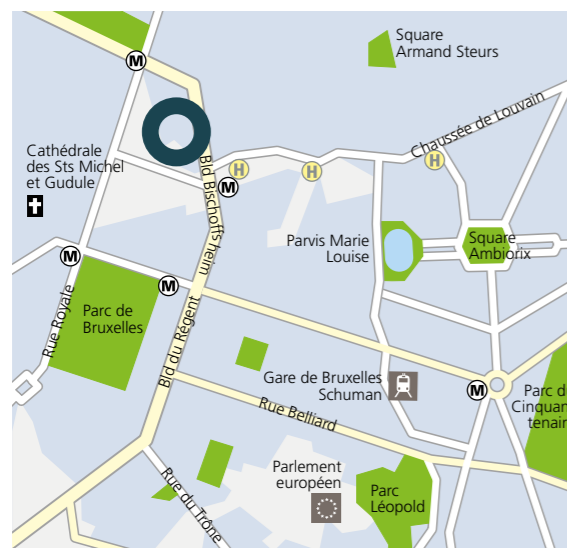 Square
Armand Steurs
M
Chaussée de Louvain
Cathédrale
des Sts Michel
et Gudule
H
H
H
M
Bld Bischoffsheim
Parvis Marie
Louise
Square
Ambiorix
M
M
Parc de
Bruxelles
Rue Royale
Bld du Régent
Gare de Bruxelles
Schuman
M
Parc d
Cinquan
tenair
Rue Belliard
Parlement
européen
Parc
Léopold
Rue du Trône